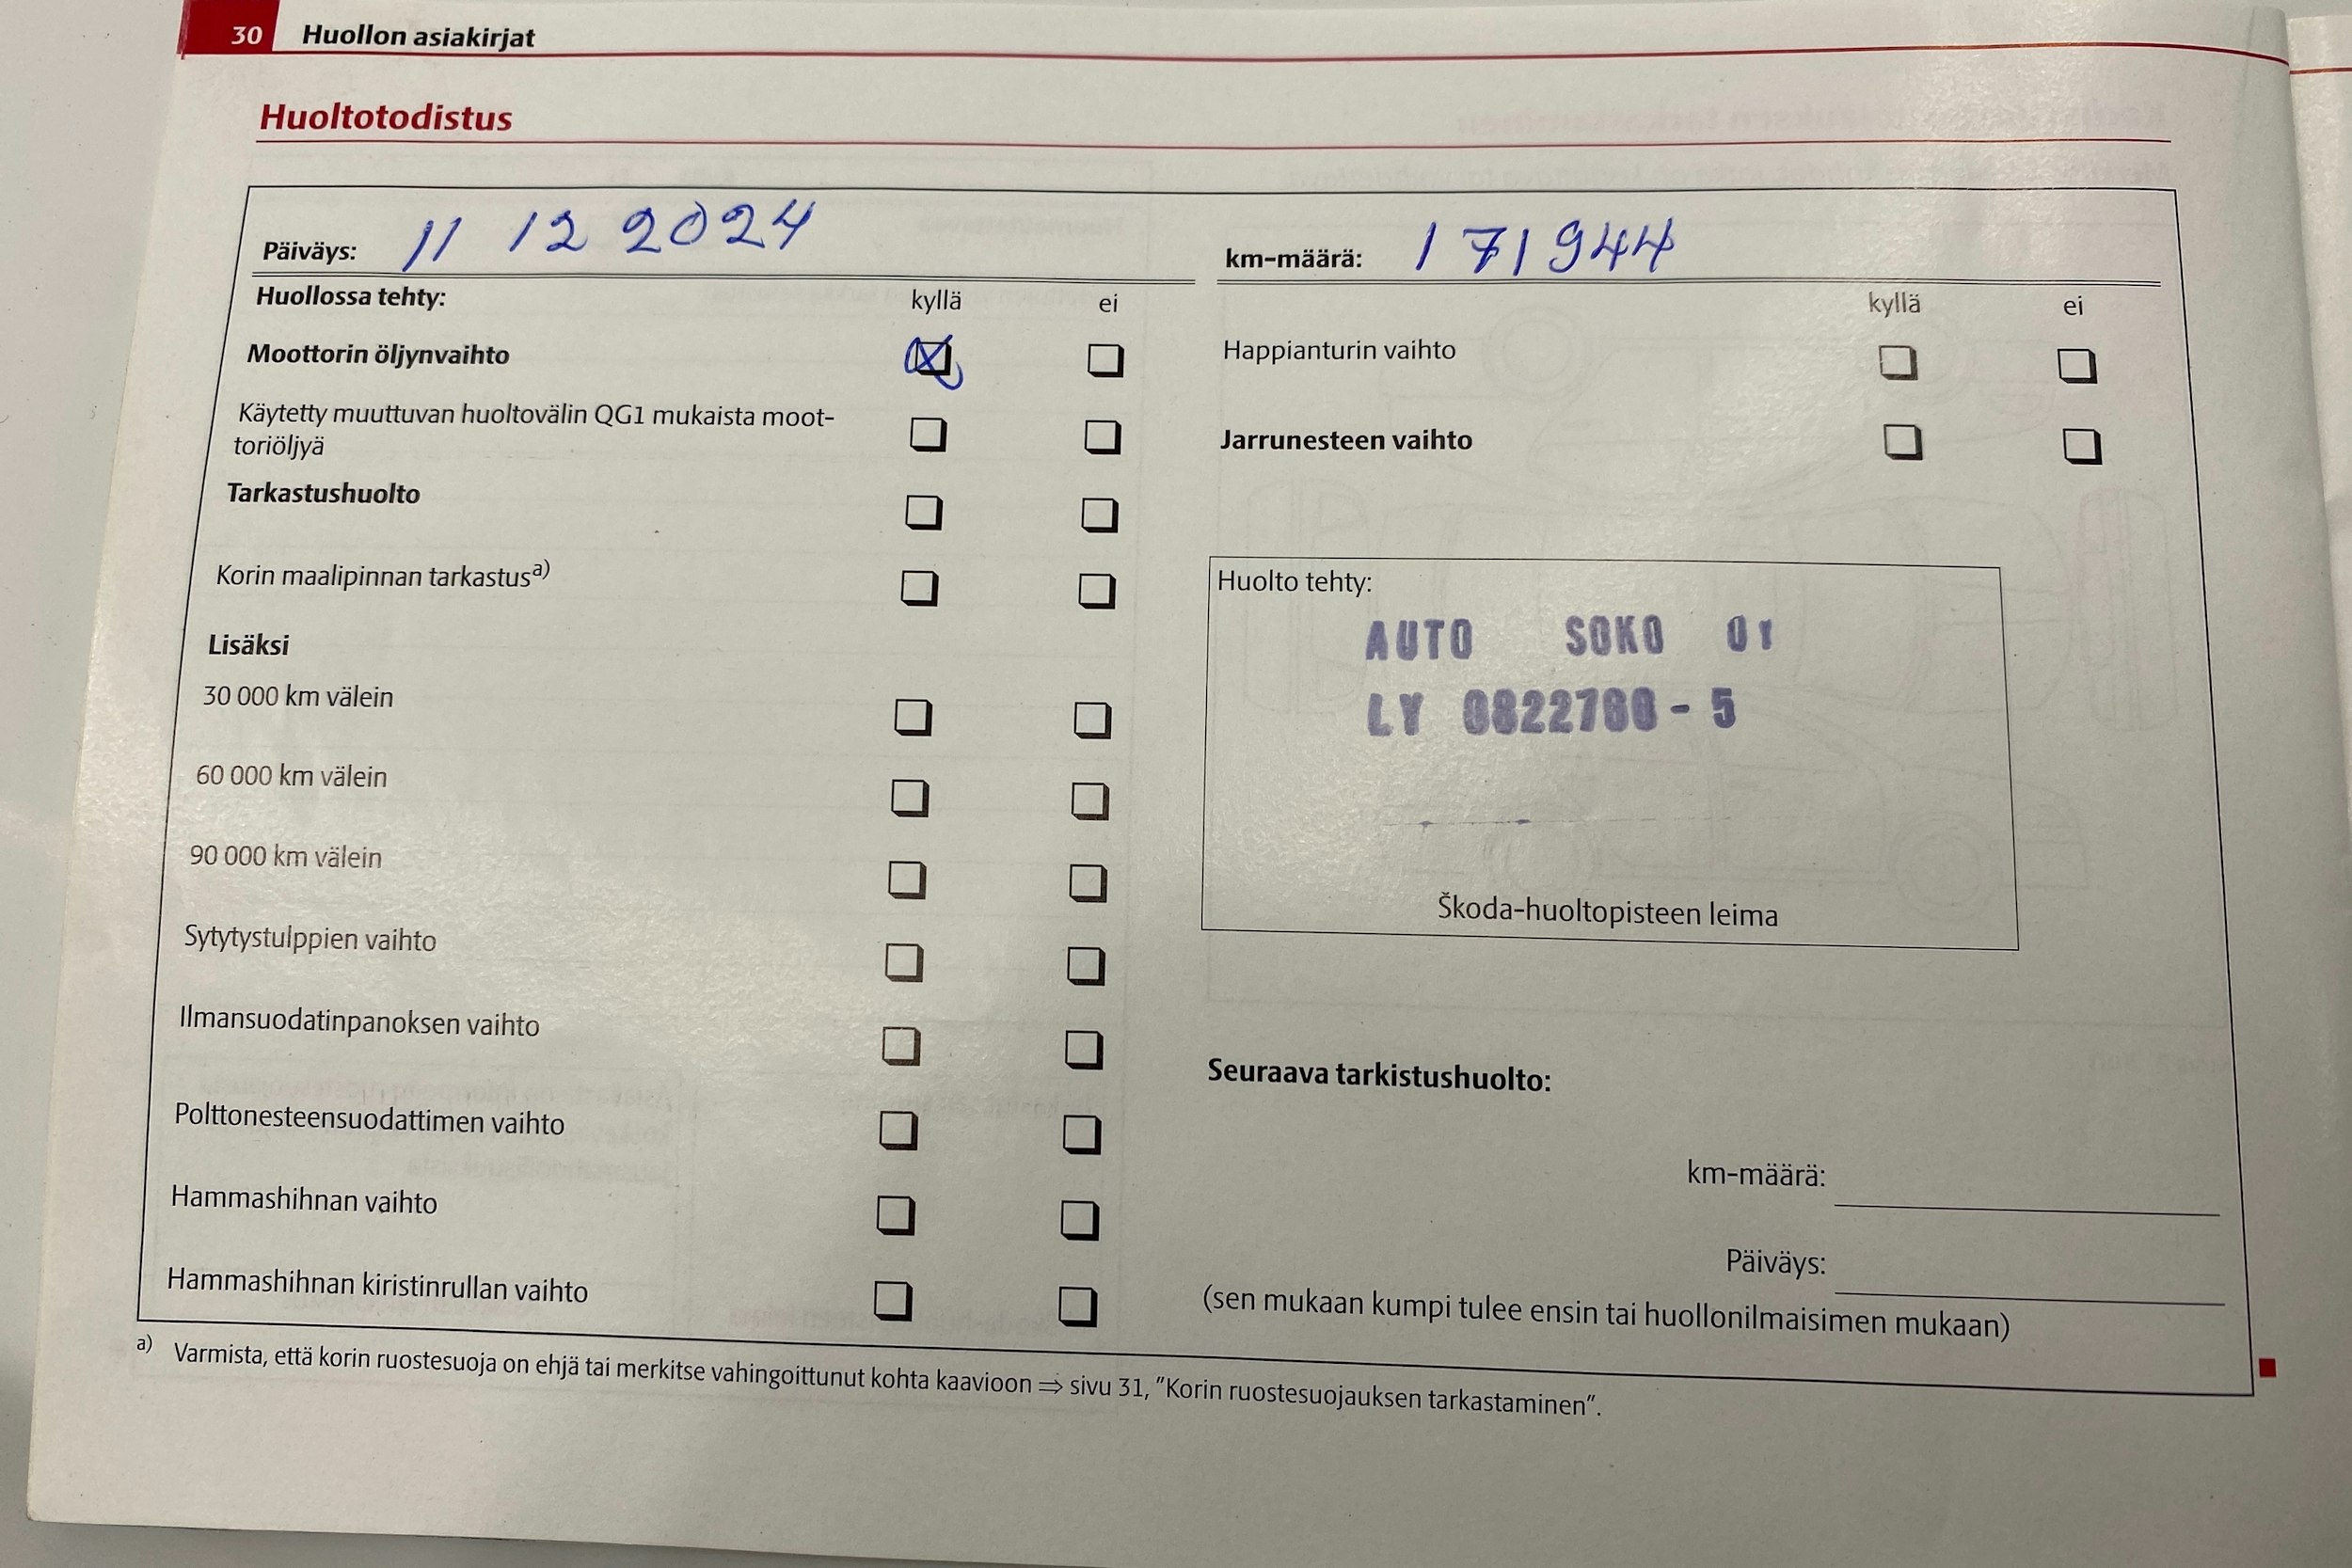 30 Huollon asiakirjat
Huoltotodistus
Päiväys: 11 12 2024
km-määrä: 171944
Huollossa tehty: kyllä ei
Moottorin öljynvaihto
Käytetty muuttuvan huoltovälin QG1 mukaista moot-
toriöljyä
Tarkastushuolto
Korin maalipinnan tarkastusa)
Lisäksi
30 000 km välein
60 000 km välein
90 000 km välein
Sytytystulppien vaihto
Ilmansuodatinpanoksen vaihto
Polttonesteensuodattimen vaihto
Hammashihnan vaihto
Hammashihnan kiristinrullan vaihto
kyllä ei
Happianturin vaihto
Jarrunesteen vaihto
Huolto tehty:
AUTO SOKO OY
LY 0822760-5
Škoda-huoltopisteen leima
Seuraava tarkistushuolto:
km-määrä:
Päiväys:
(sen mukaan kumpi tulee ensin tai huollonilmaisimen mukaan)
a) Varmista, että korin ruostesuoja on ehjä tai merkitse vahingoittunut kohta kaavioon ⇒ sivu 31, "Korin ruostesuojauksen tarkastaminen".